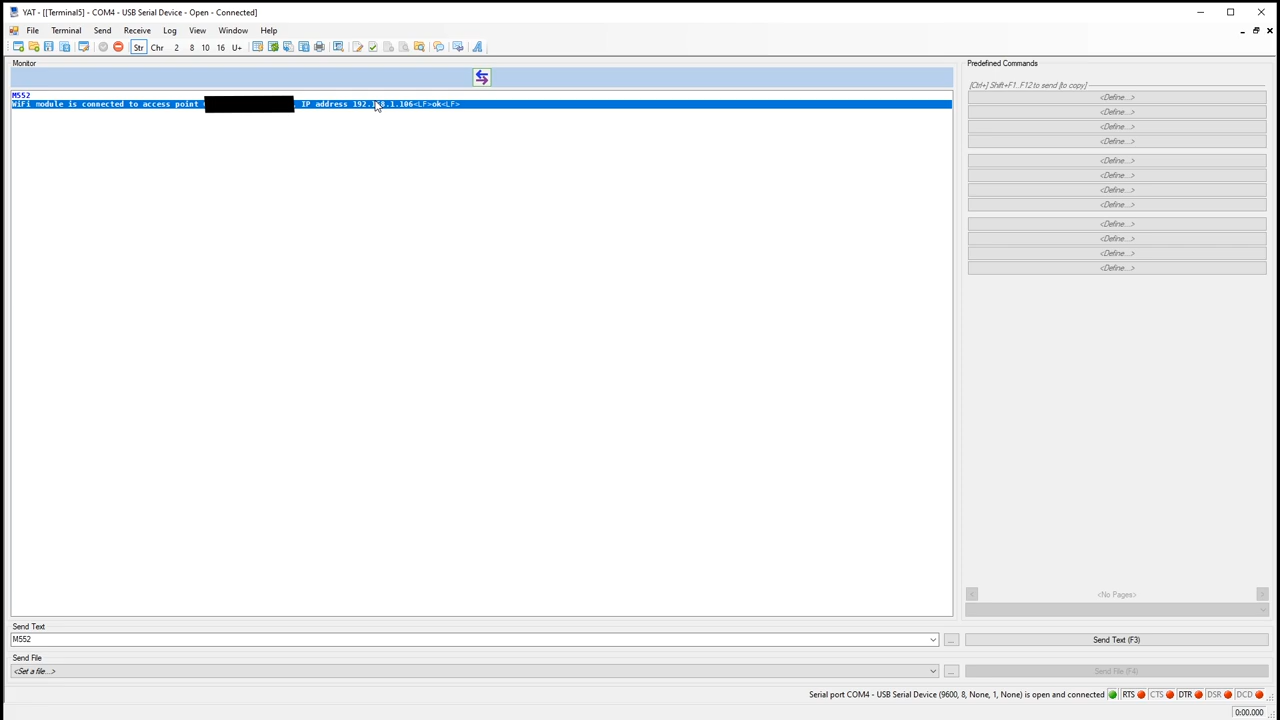 YAT - [[Terminal5] - COM4 - USB Serial Device - Open - Connected]
File Terminal Send Receive Log View Window Help
Str Chr 2 8 10 16 U+
Monitor
M552
WiFi module is connected to access point , IP address 192.168.1.106<LF>ok<LF>
Predefined Commands
[Ctrl+] Shift+F1..F12 to send [to copy]
<Define...>
<Define...>
<Define...>
<Define...>
<Define...>
<Define...>
<Define...>
<Define...>
<Define...>
<Define...>
<Define...>
<Define...>
<No Pages>
Send Text
M552
...
Send Text (F3)
Send File
<Set a file...>
...
Send File (F4)
Serial port COM4 - USB Serial Device (9600, 8, None, 1, None) is open and connected RTS CTS DTR DSR DCD
0:00.000